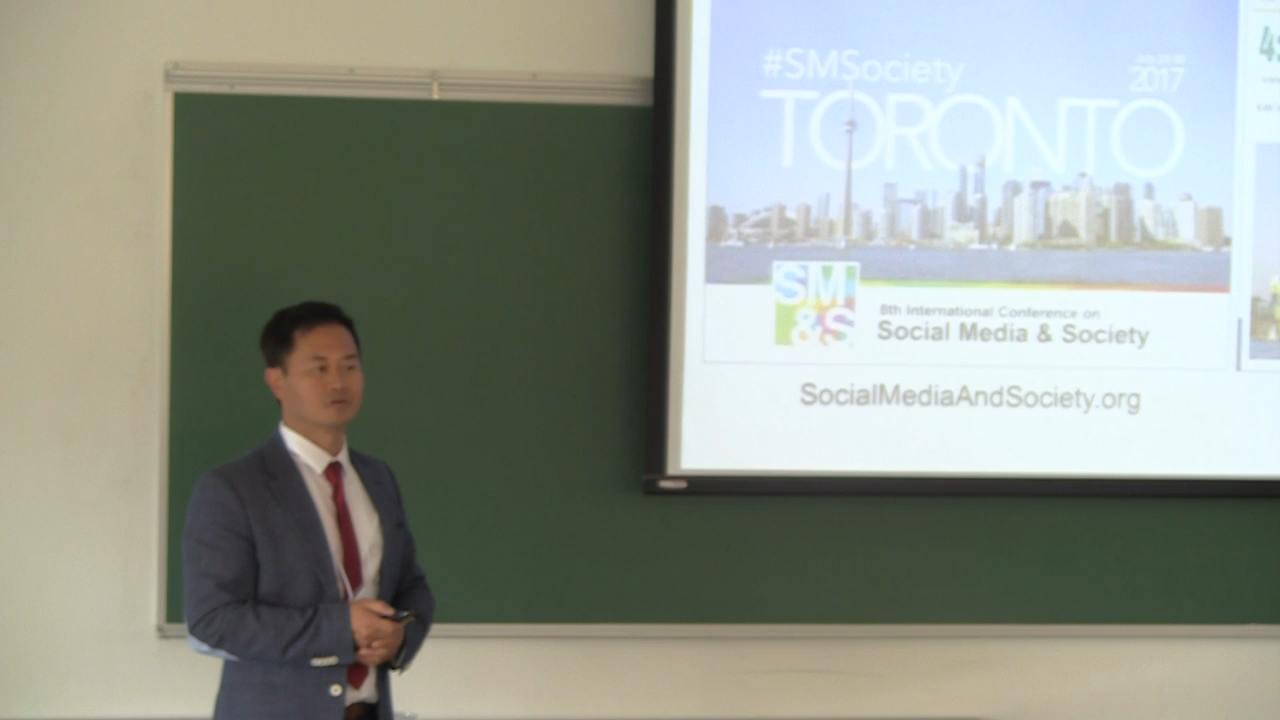 #SMSociety
2017
TORONTO
SM
&S
8th International Conference on
Social Media & Society
SocialMediaAndSociety.org